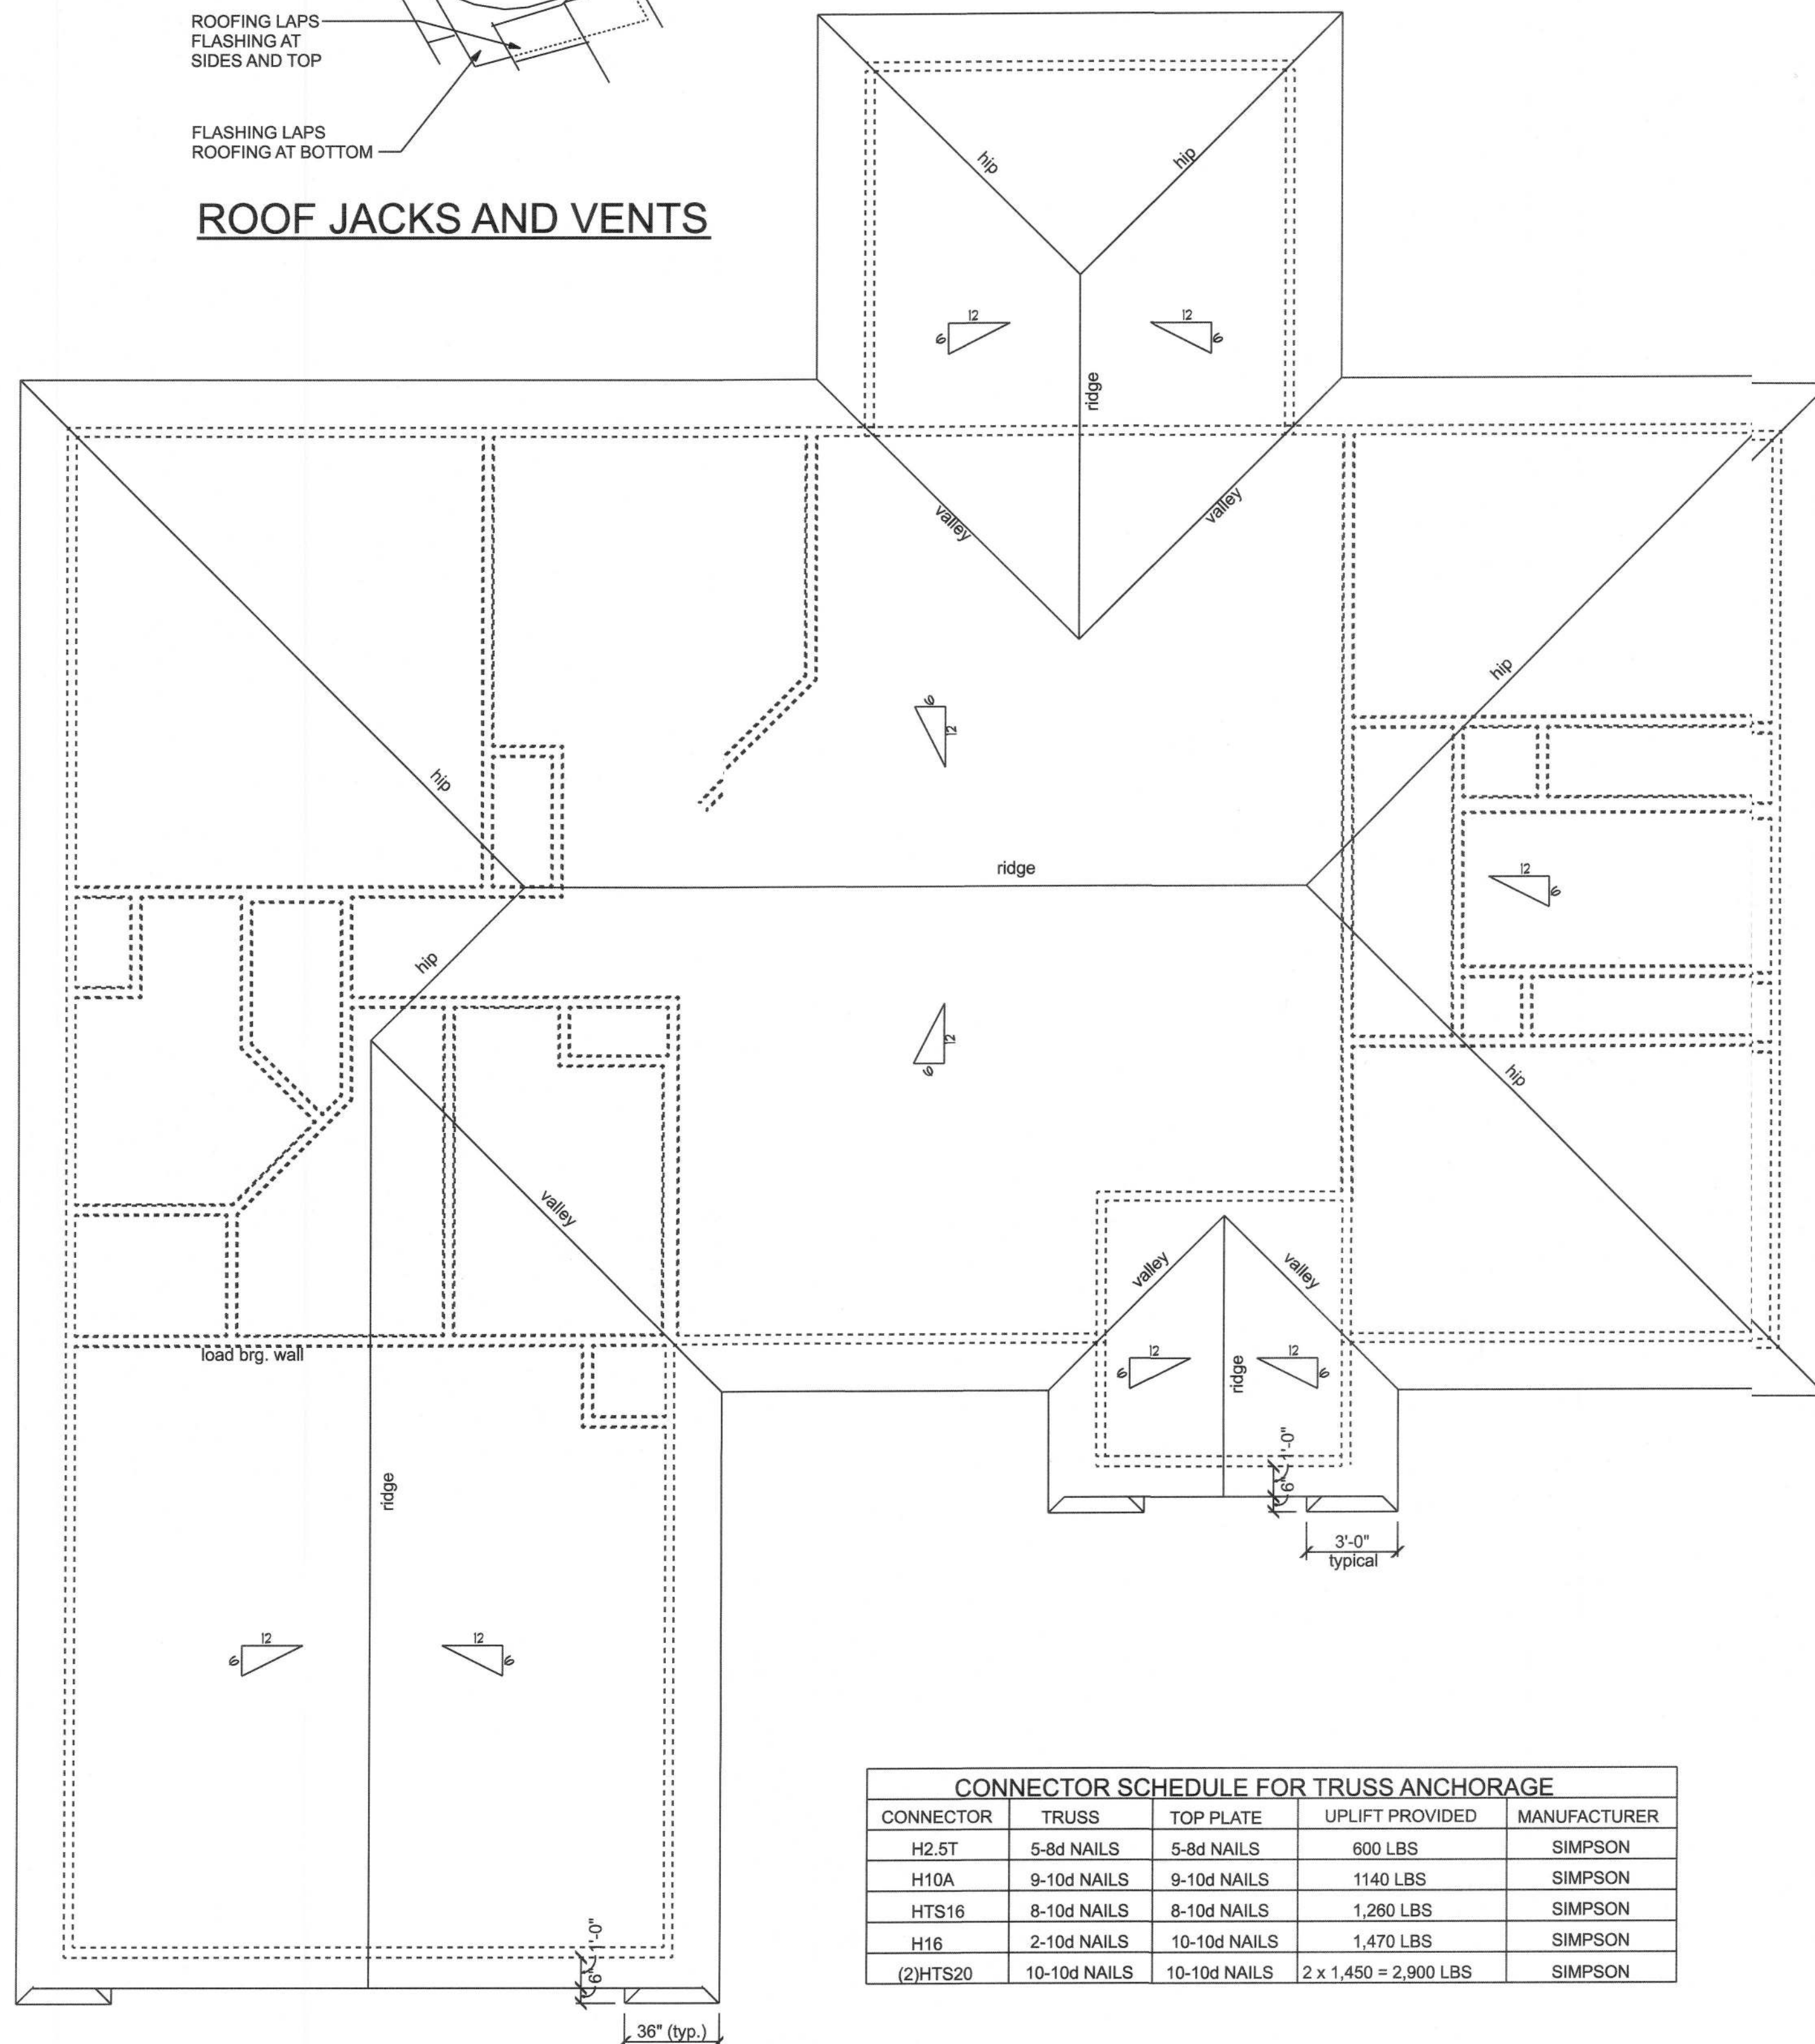 ROOFING LAPS
FLASHING AT
SIDES AND TOP
FLASHING LAPS
ROOFING AT BOTTOM
ROOF JACKS AND VENTS
hip
hip
12
6
12
6
ridge
valley
valley
hip
6
12
hip
ridge
12
6
hip
12
6
hip
valley
valley
valley
load brg. wall
12
6
ridge
12
6
ridge
1'-0"
6"
3'-0"
typical
12
6
12
6
1'-0"
6"
36" (typ.)
CONNECTOR SCHEDULE FOR TRUSS ANCHORAGE
CONNECTOR TRUSS TOP PLATE UPLIFT PROVIDED MANUFACTURER
H2.5T 5-8d NAILS 5-8d NAILS 600 LBS SIMPSON
H10A 9-10d NAILS 9-10d NAILS 1140 LBS SIMPSON
HTS16 8-10d NAILS 8-10d NAILS 1,260 LBS SIMPSON
H16 2-10d NAILS 10-10d NAILS 1,470 LBS SIMPSON
(2)HTS20 10-10d NAILS 10-10d NAILS 2 x 1,450 = 2,900 LBS SIMPSON
hip